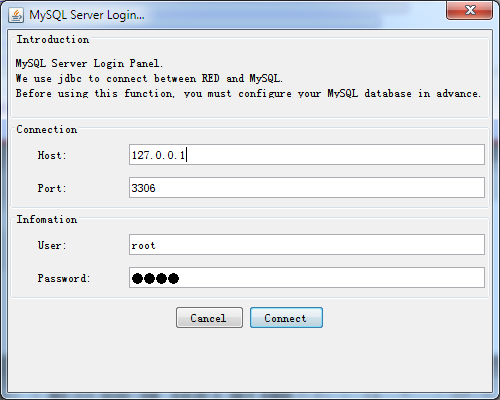 MySQL Server Login...
Introduction
MySQL Server Login Panel.
We use jdbc to connect between RED and MySQL.
Before using this function, you must configure your MySQL database in advance.
Connection
Host: 127.0.0.1
Port: 3306
Infomation
User: root
Password: ●●●●
Cancel Connect